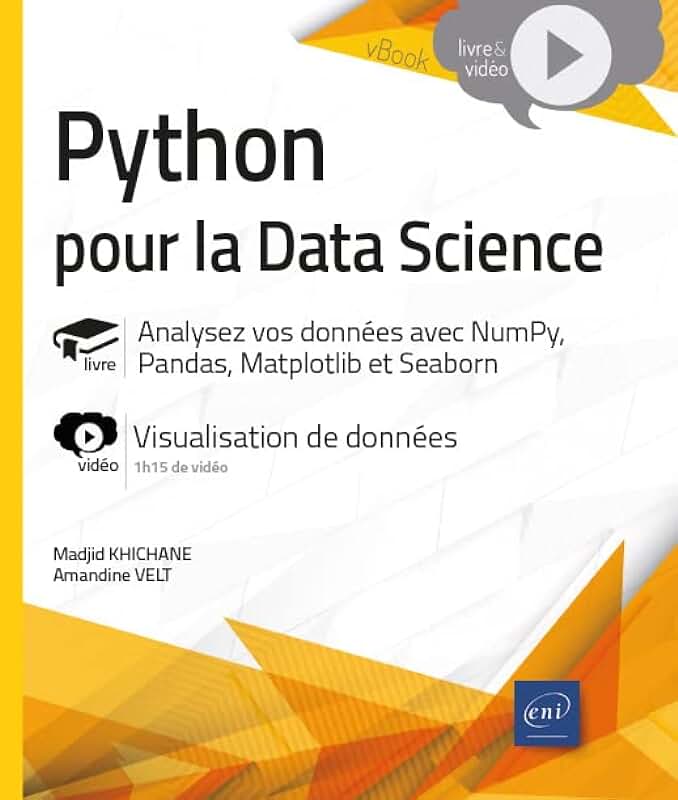 vBook
livre &
vidéo
Python
pour la Data Science
livre
Analysez vos données avec NumPy,
Pandas, Matplotlib et Seaborn
vidéo
Visualisation de données
1h15 de vidéo
Madjid KHICHANE
Amandine VELT
eni